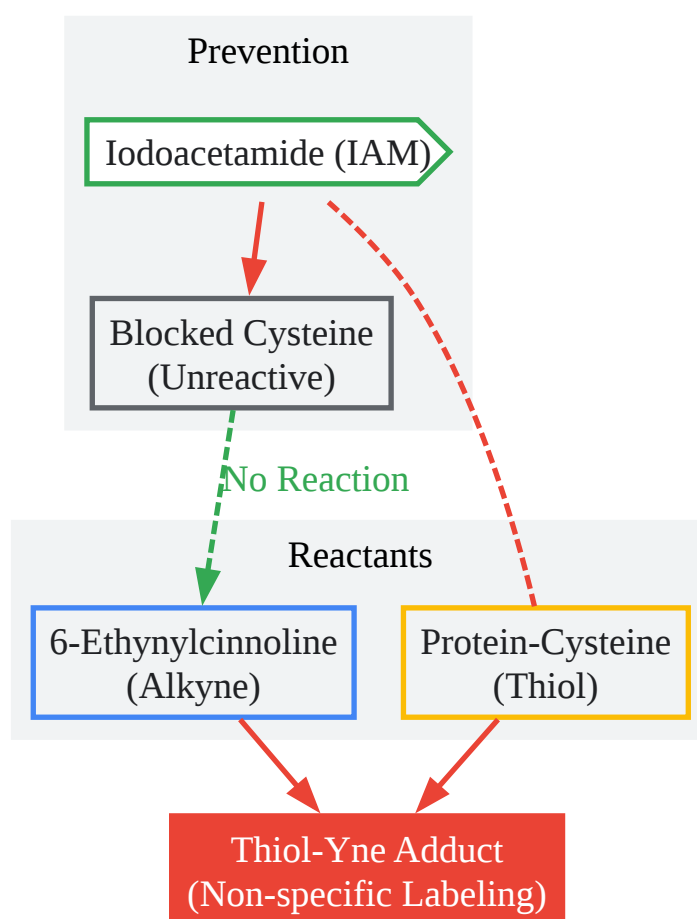 Prevention
Iodoacetamide (IAM)
Blocked Cysteine
(Unreactive)
No Reaction
Reactants
6-Ethynylcinnoline
(Alkyne)
Protein-Cysteine
(Thiol)
Thiol-Yne Adduct
(Non-specific Labeling)